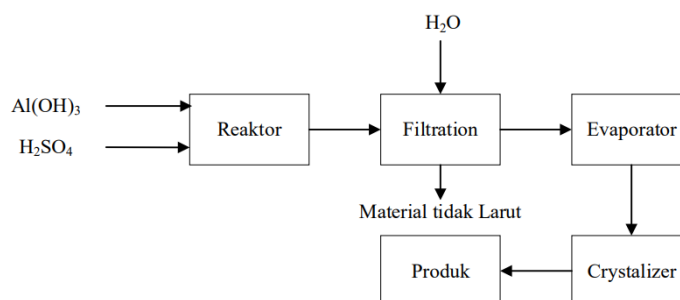 H₂O
Al(OH)₃
H₂SO₄
Reaktor
Filtration
Evaporator
Material tidak Larut
Produk
Crystalizer